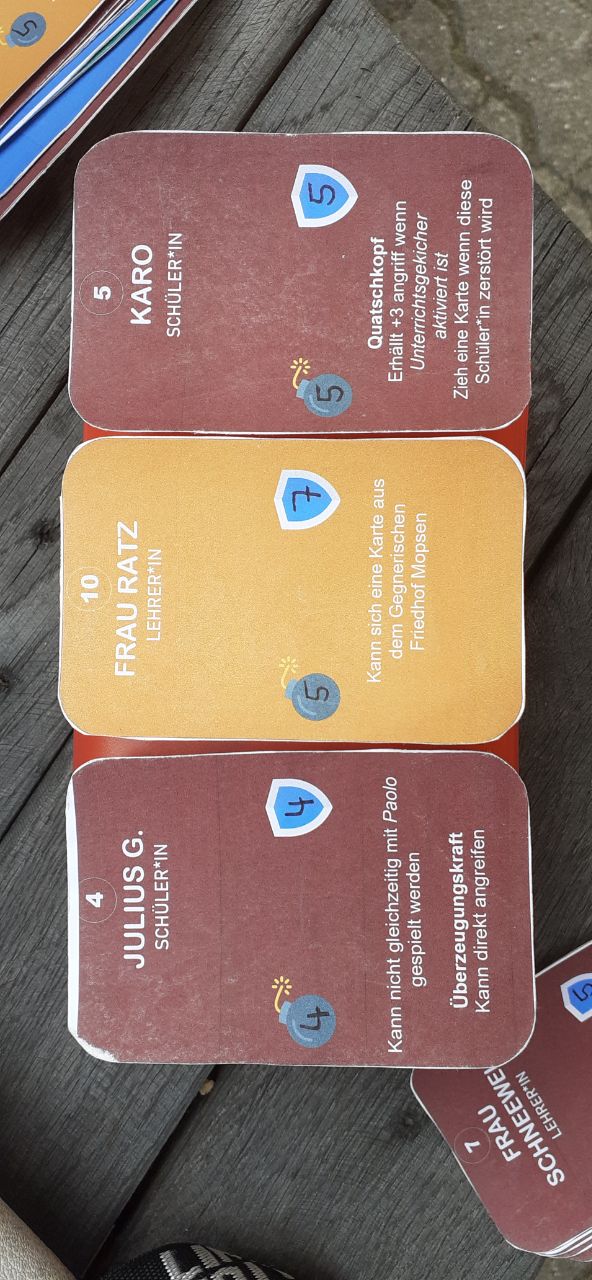 4
JULIUS G.
SCHÜLER*IN
4
4
Kann nicht gleichzeitig mit Paolo
gespielt werden
Überzeugungskraft
Kann direkt angreifen
10
FRAU RATZ
LEHRER*IN
5
7
Kann sich eine Karte aus
dem Gegnerischen
Friedhof Mopsen
5
KARO
SCHÜLER*IN
5
5
Quatschkopf
Erhällt +3 angriff wenn
Unterrichtsgekicher
aktiviert ist
Zieh eine Karte wenn diese
Schüler*in zerstört wird
7
FRAU
LEHRER*IN
5
5